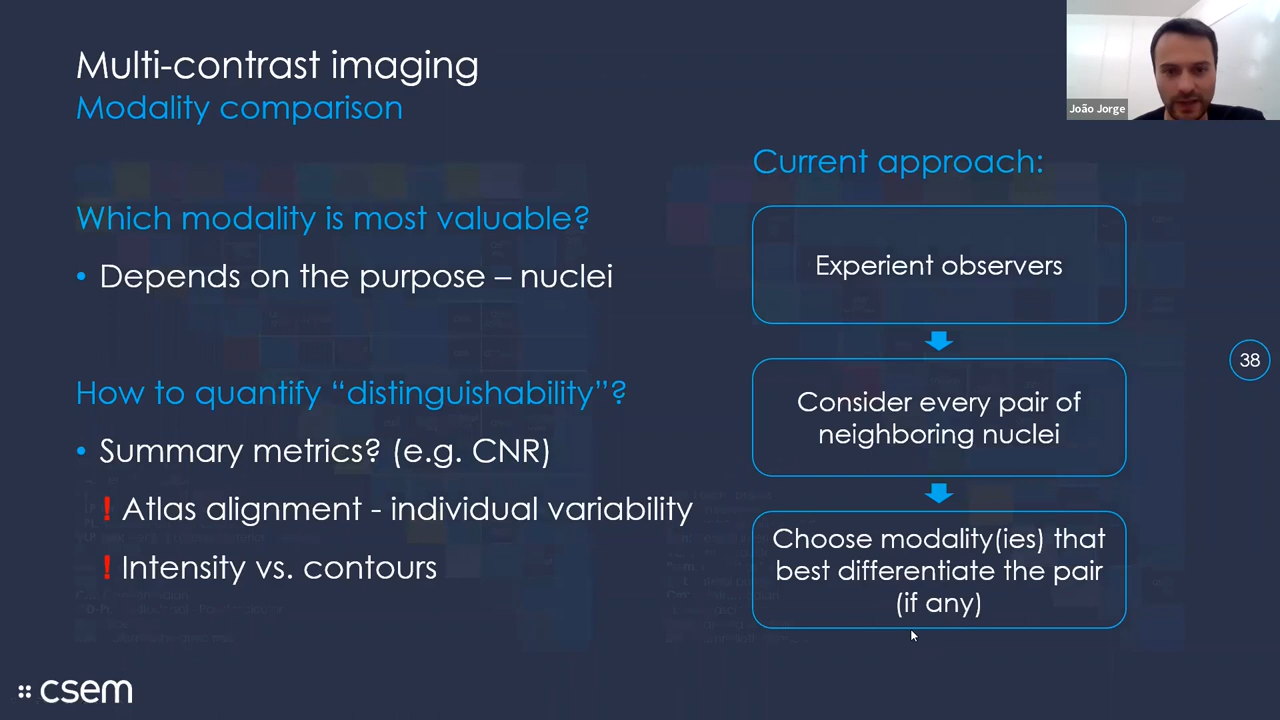 Multi-contrast imaging
Modality comparison
João Jorge
Which modality is most valuable?
• Depends on the purpose – nuclei
How to quantify “distinguishability”?
• Summary metrics? (e.g. CNR)
! Atlas alignment - individual variability
! Intensity vs. contours
Current approach:
Experient observers
Consider every pair of
neighboring nuclei
Choose modality(ies) that
best differentiate the pair
(if any)
38
csem